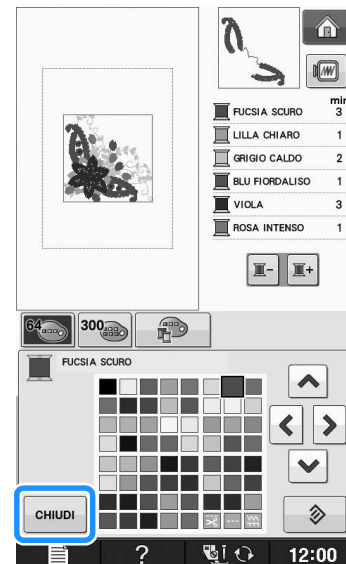 min
FUCSIA SCURO 3
LILLA CHIARO 1
GRIGIO CALDO 2
BLU FIORDALISO 1
VIOLA 3
ROSA INTENSO 1
64 300
FUCSIA SCURO
CHIUDI
? 12:00